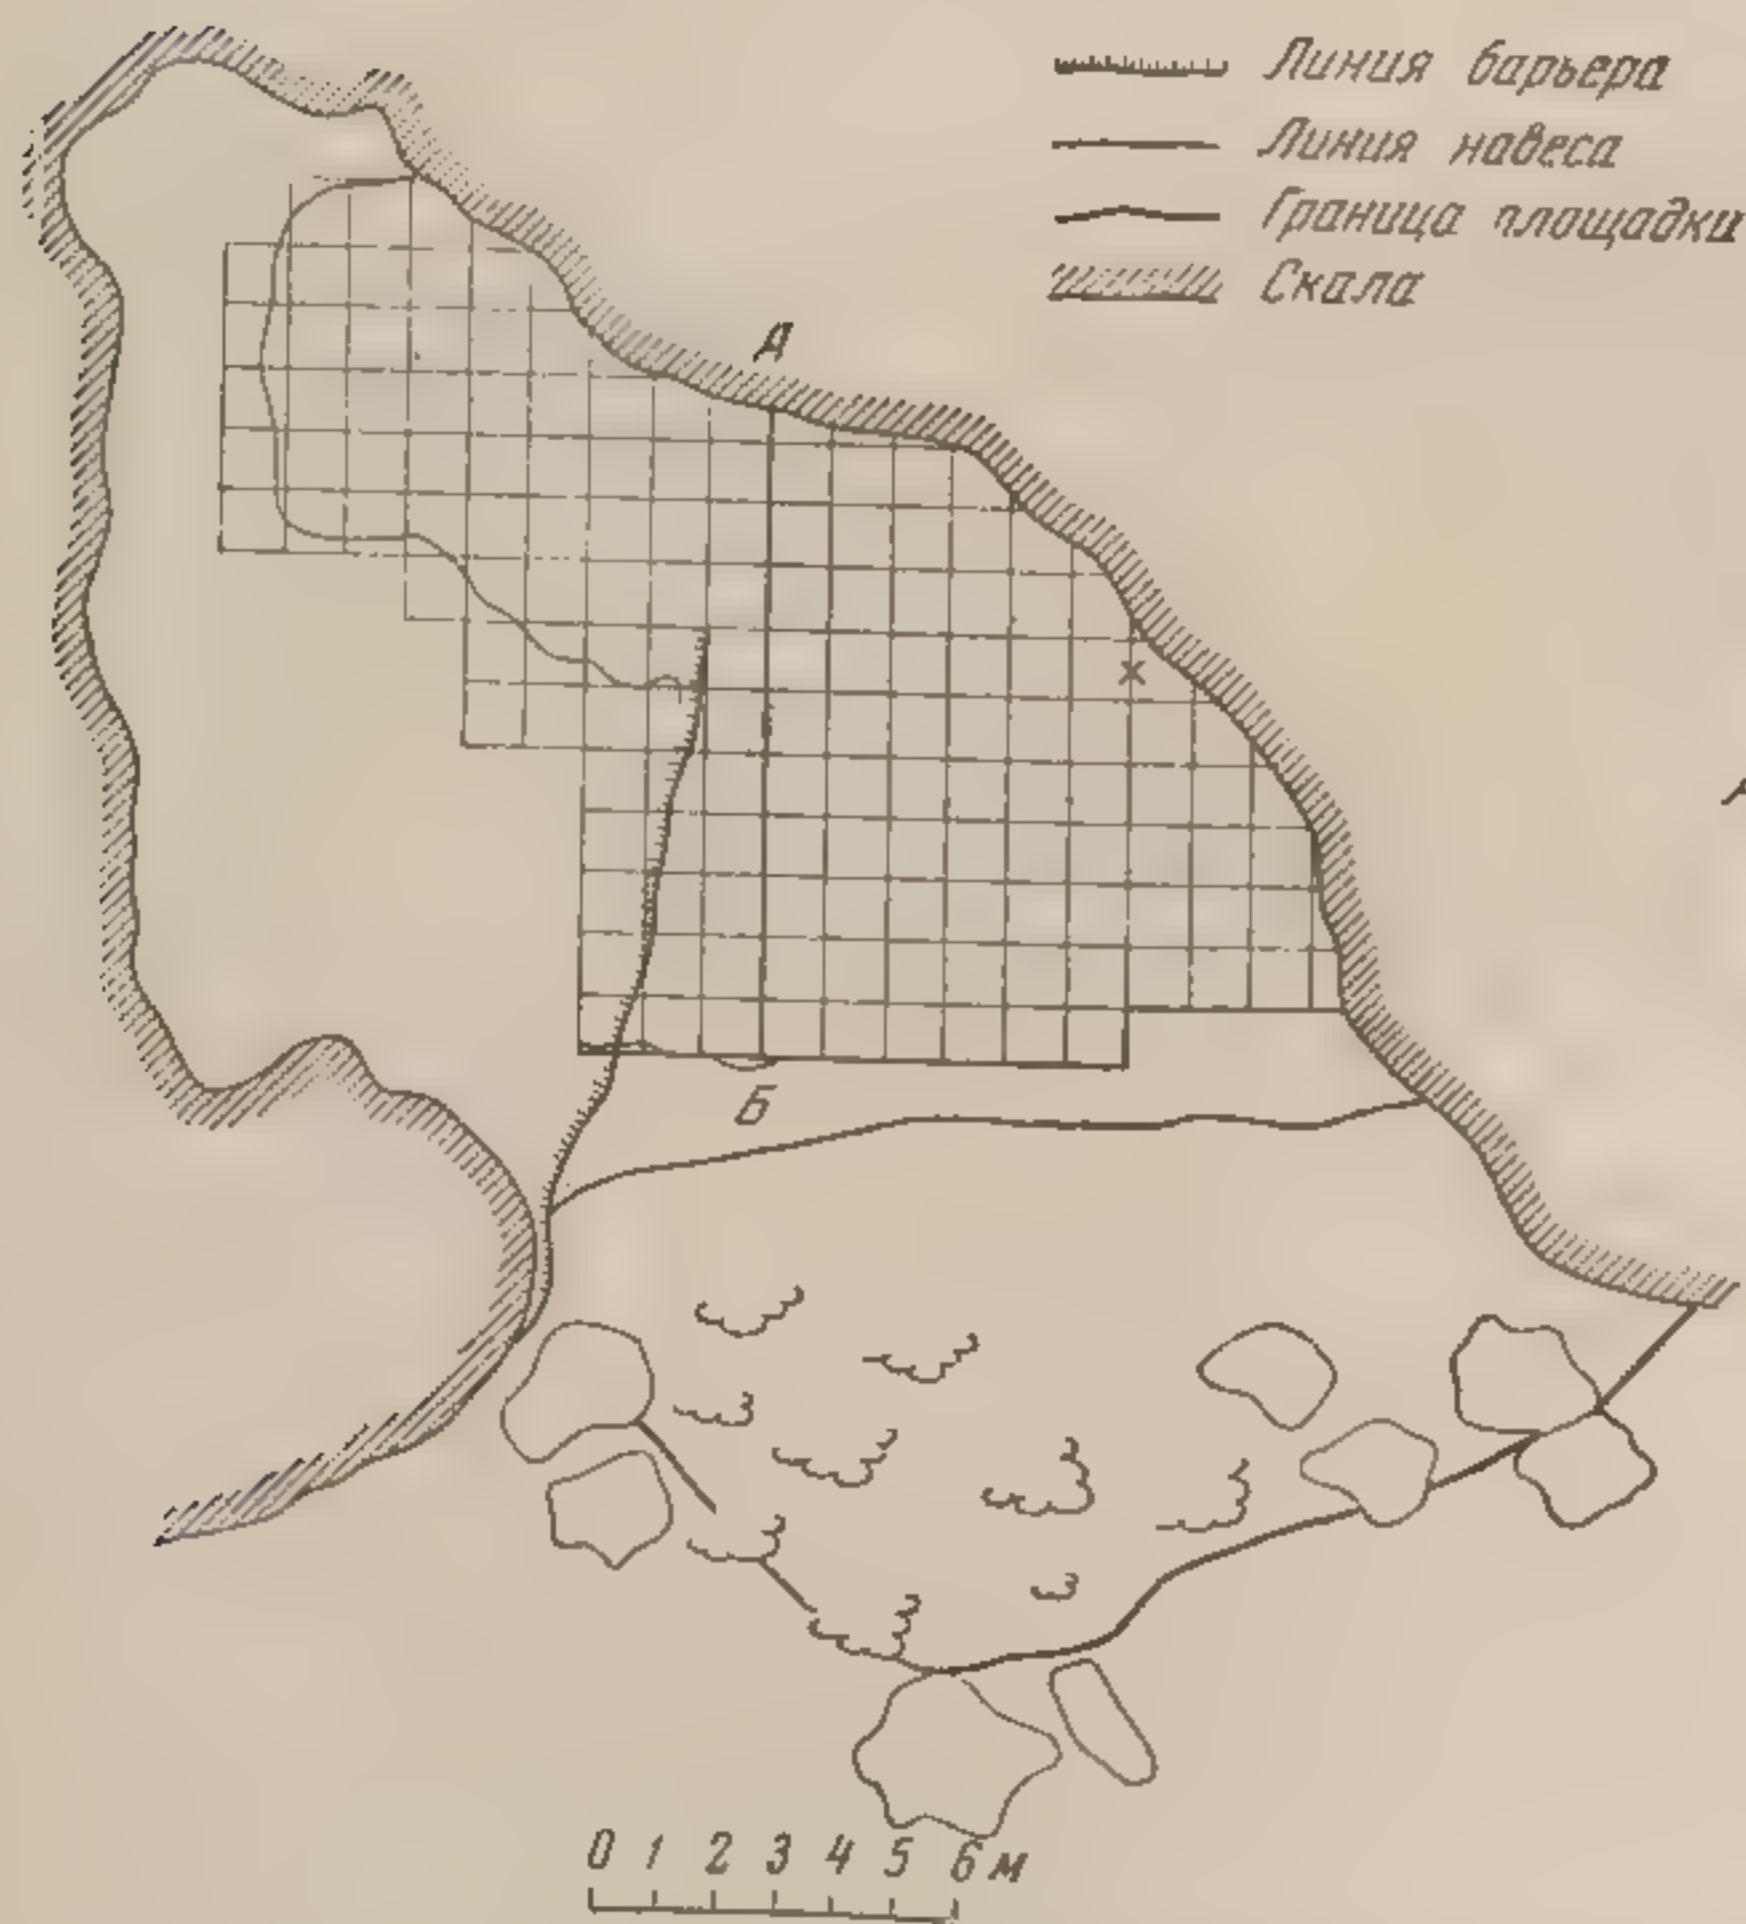 Линия барьера
Линия навеса
Граница площадки
Скала
А
Б
0 1 2 3 4 5 6 м